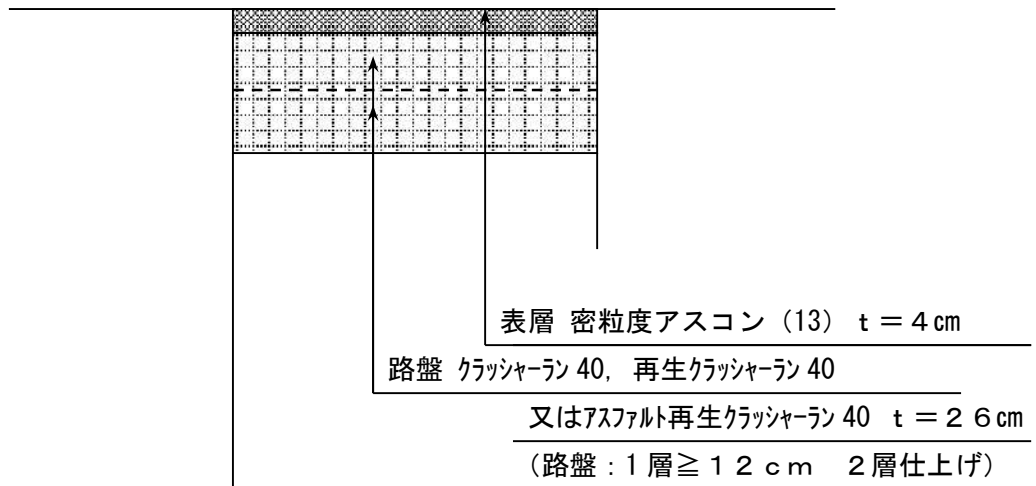 表層 密粒度アスコン（13） ｔ＝４㎝
路盤 ｸﾗｯｼｬｰﾗﾝ 40, 再生ｸﾗｯｼｬｰﾗﾝ 40
又はｱｽﾌｧﾙﾄ再生ｸﾗｯｼｬｰﾗﾝ 40 ｔ＝２６㎝
（路盤：１層≧１２ｃｍ　２層仕上げ）